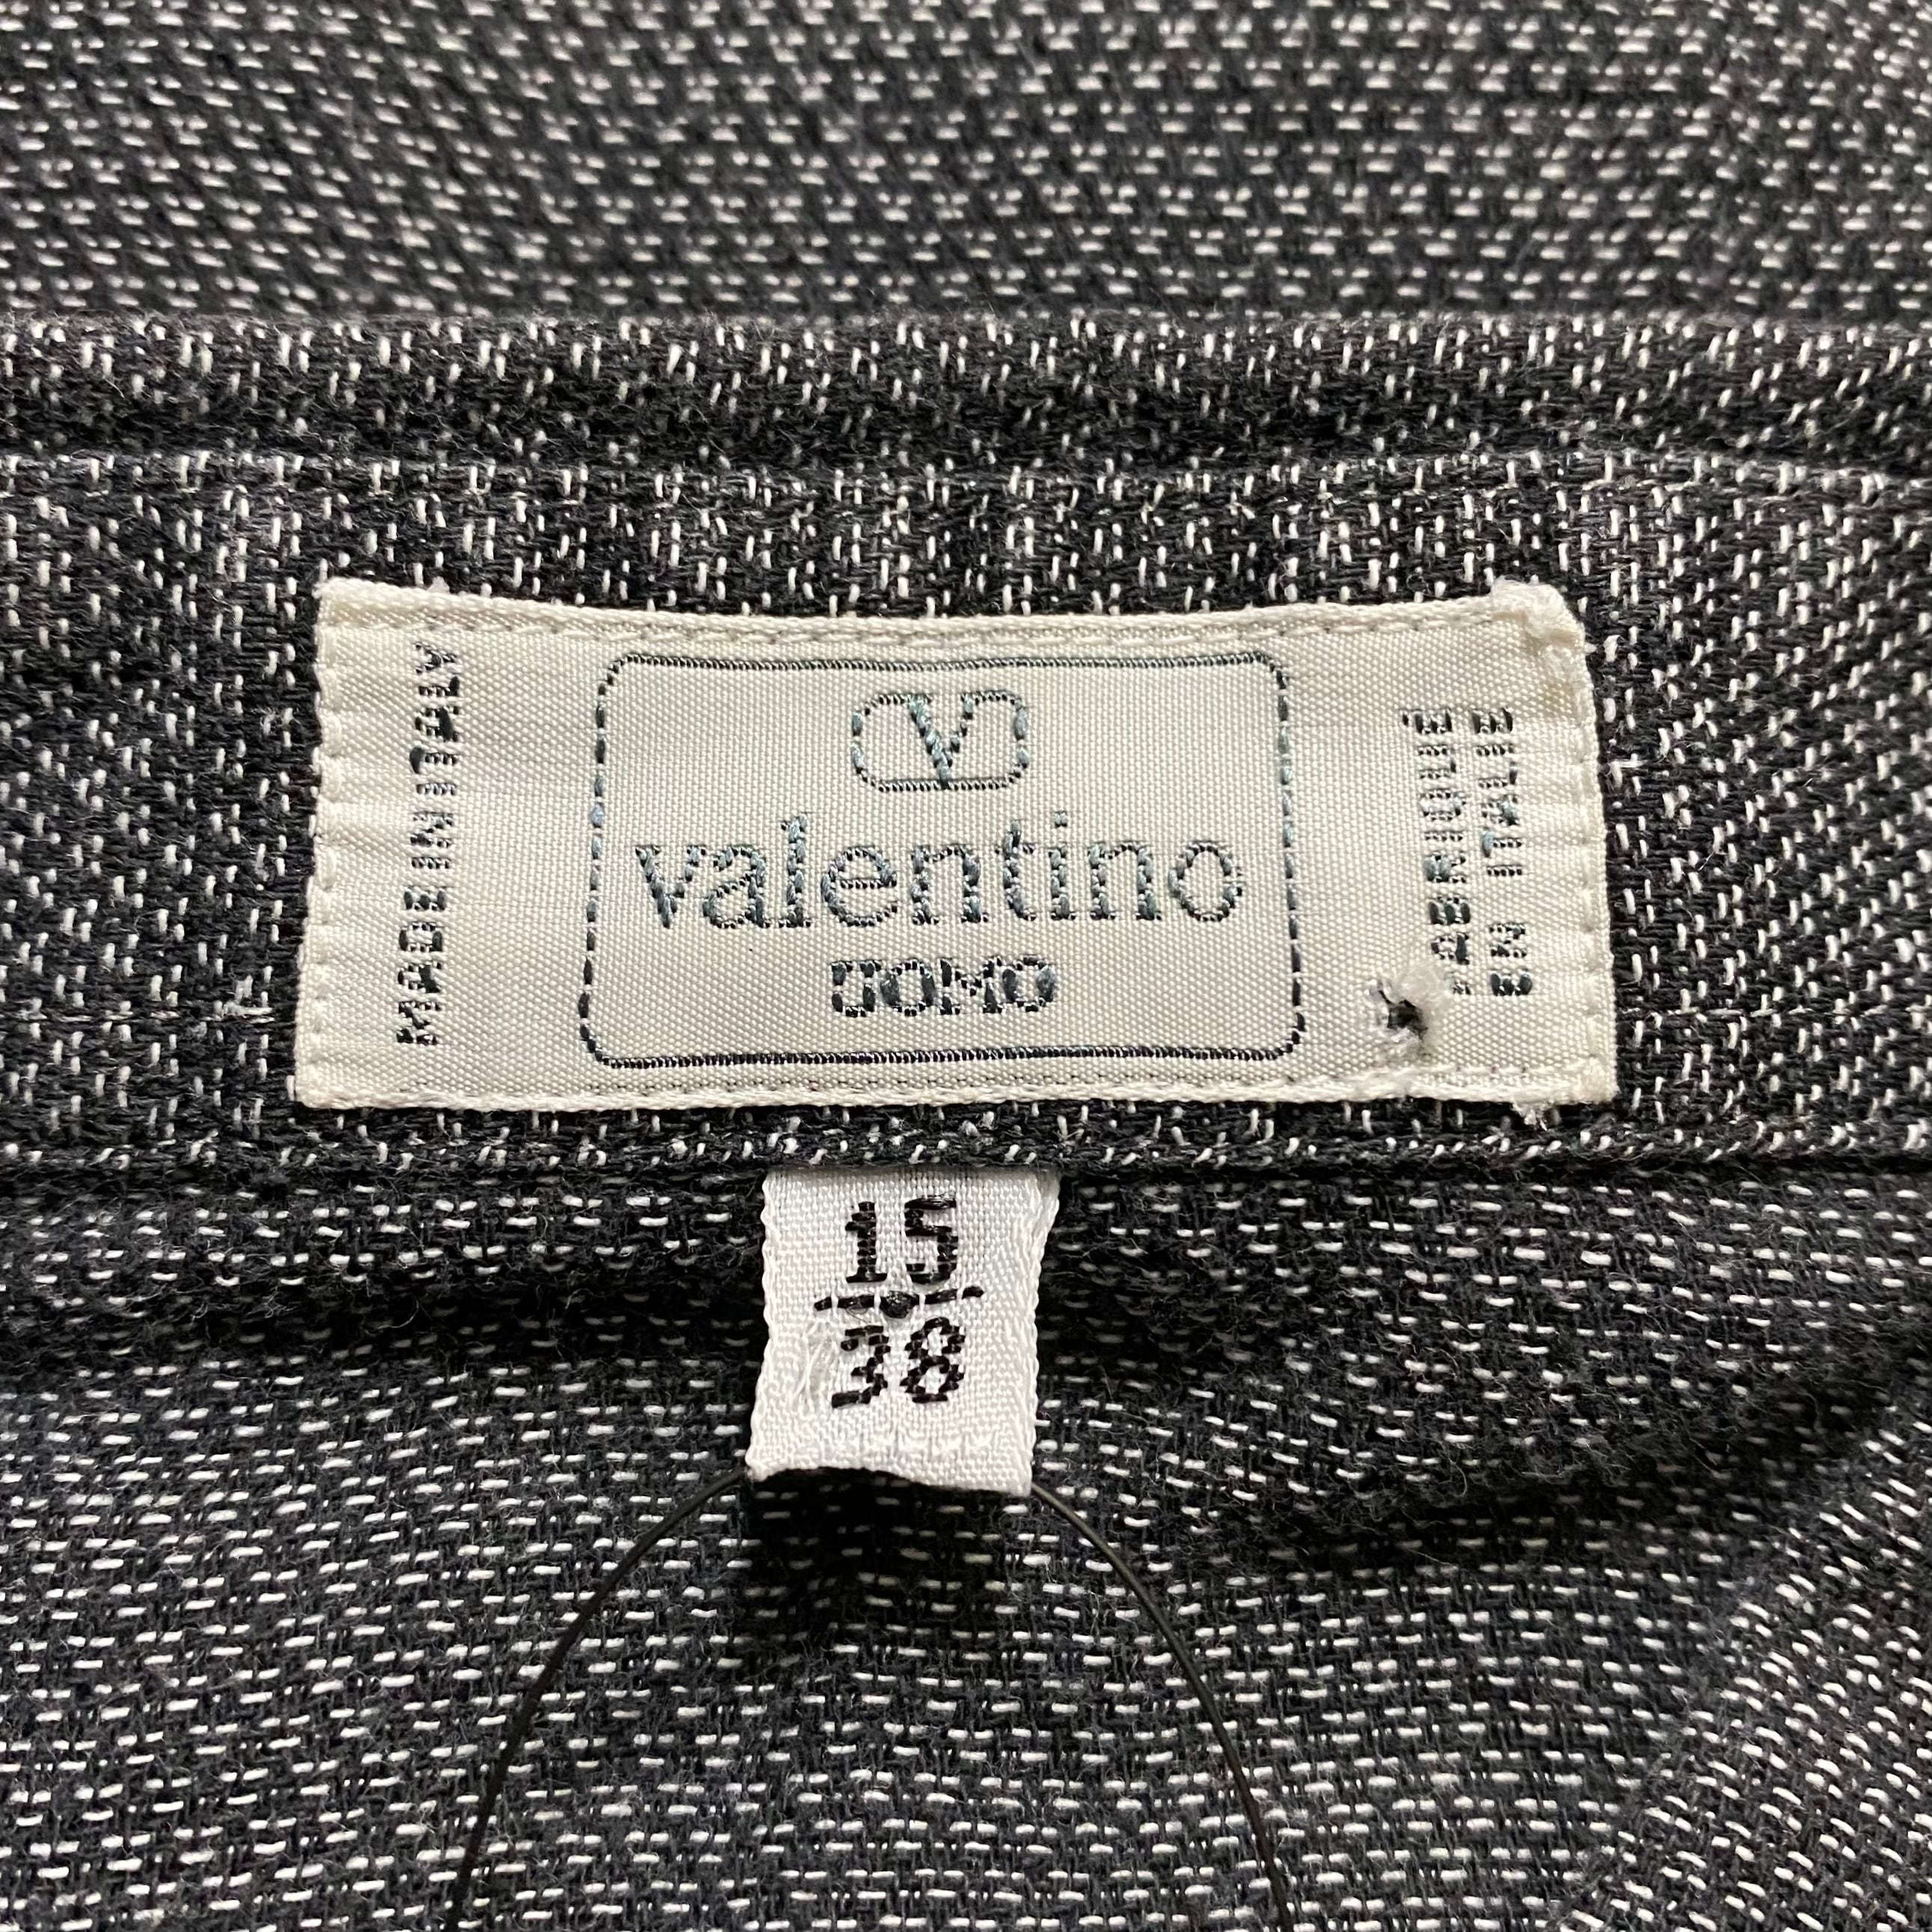 MADE IN ITALY
V
valentino
UOMO
FABRIQUE
EN ITALIE
15
38